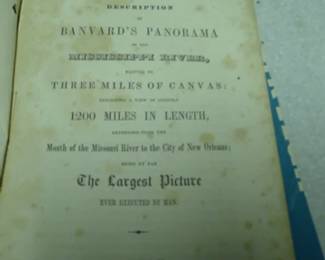 DESCRIPTION
OF
BANVARD'S PANORAMA
OF THE
MISSISSIPPI RIVER,
PAINTED ON
THREE MILES OF CANVAS:
EXHIBITING A VIEW OF COUNTRY
1200 MILES IN LENGTH,
EXTENDING FROM THE
Mouth of the Missouri River to the City of New Orleans;
BEING BY FAR
The Largest Picture
EVER EXECUTED BY MAN.